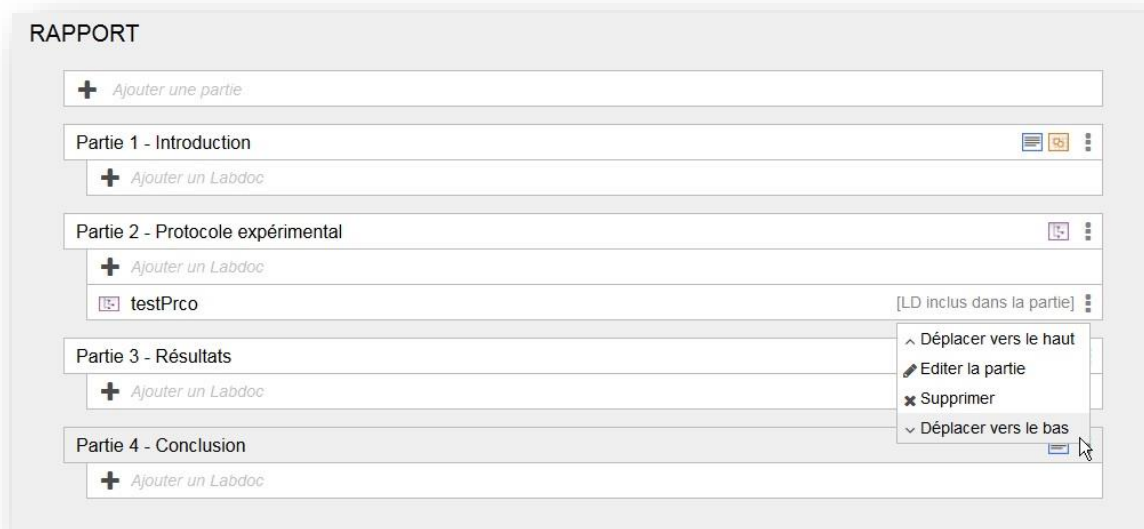 RAPPORT
Ajouter une partie
Partie 1 - Introduction
Ajouter un Labdoc
Partie 2 - Protocole expérimental
Ajouter un Labdoc
testPrco [LD inclus dans la partie]
Déplacer vers le haut
Partie 3 - Résultats
Editer la partie
Ajouter un Labdoc
Supprimer
Déplacer vers le bas
Partie 4 - Conclusion
Ajouter un Labdoc